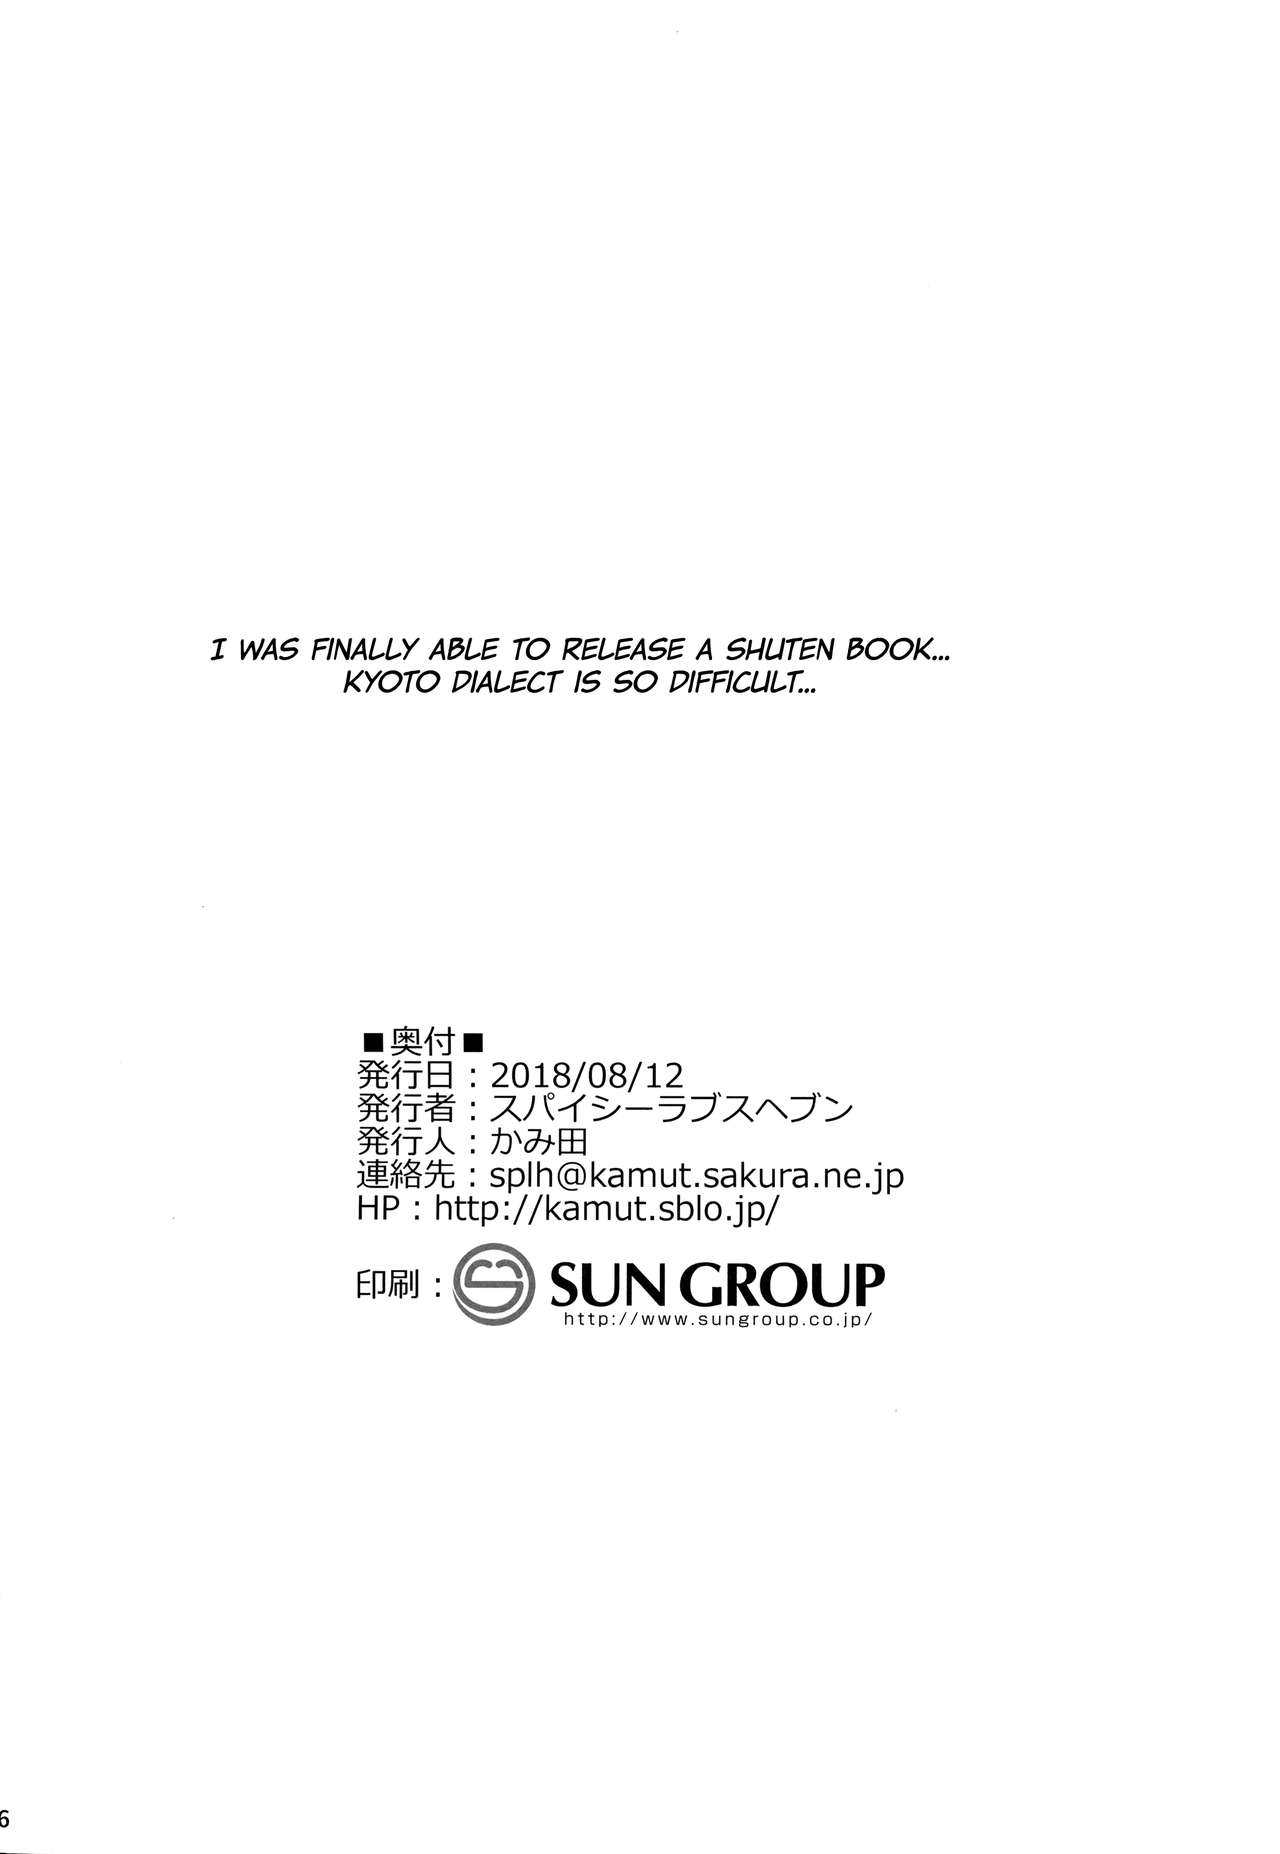 I WAS FINALLY ABLE TO RELEASE A SHUTEN BOOK...
KYOTO DIALECT IS SO DIFFICULT...
■奥付■
発行日：2018/08/12
発行者：スパイシーラブスヘブン
発行人：かみ田
連絡先：splh@kamut.sakura.ne.jp
HP：http://kamut.sblo.jp/
印刷：SUN GROUP
http://www.sungroup.co.jp/
6